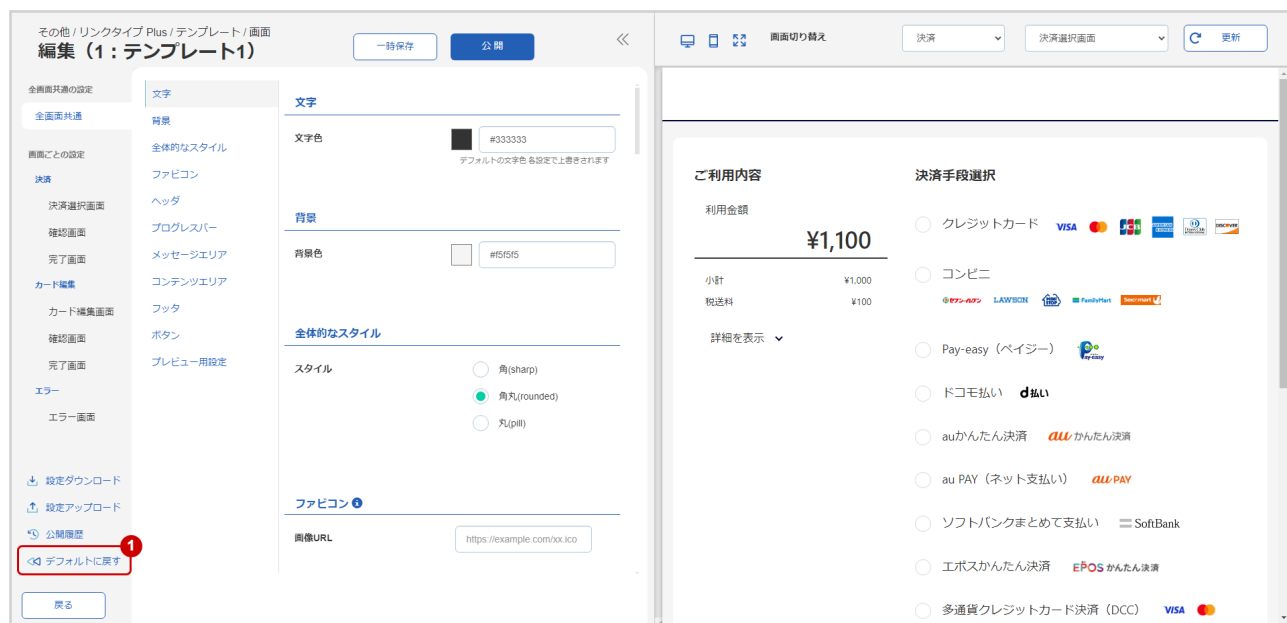 その他 / リンクタイプ Plus / テンプレート / 画面
編集（1：テンプレート1）
一時保存
公開
全画面共通の設定
全画面共通
画面ごとの設定
決済
決済選択画面
確認画面
完了画面
カード編集
カード編集画面
確認画面
完了画面
エラー
エラー画面
設定ダウンロード
設定アップロード
公開履歴
1
デフォルトに戻す
戻る
文字
背景
全体的なスタイル
ファビコン
ヘッダ
プログレスバー
メッセージエリア
コンテンツエリア
フッタ
ボタン
プレビュー用設定
文字
文字色
#333333
デフォルトの文字色 各設定で上書きされます
背景
背景色
#f5f5f5
全体的なスタイル
スタイル
角(sharp)
角丸(rounded)
丸(pill)
ファビコン
画像URL
https://example.com/xx.ico
画面切り替え
決済
決済選択画面
更新
ご利用内容
利用金額
¥1,100
小計 ¥1,000
税送料 ¥100
詳細を表示
決済手段選択
クレジットカード VISA JCB DISCOVER
コンビニ
セブン-イレブン LAWSON FamilyMart Seicomart
Pay-easy（ペイジー） Pay-easy
ドコモ払い d払い
auかんたん決済 au かんたん決済
au PAY（ネット支払い） au PAY
ソフトバンクまとめて支払い SoftBank
エポスかんたん決済 EPOS かんたん決済
多通貨クレジットカード決済（DCC） VISA